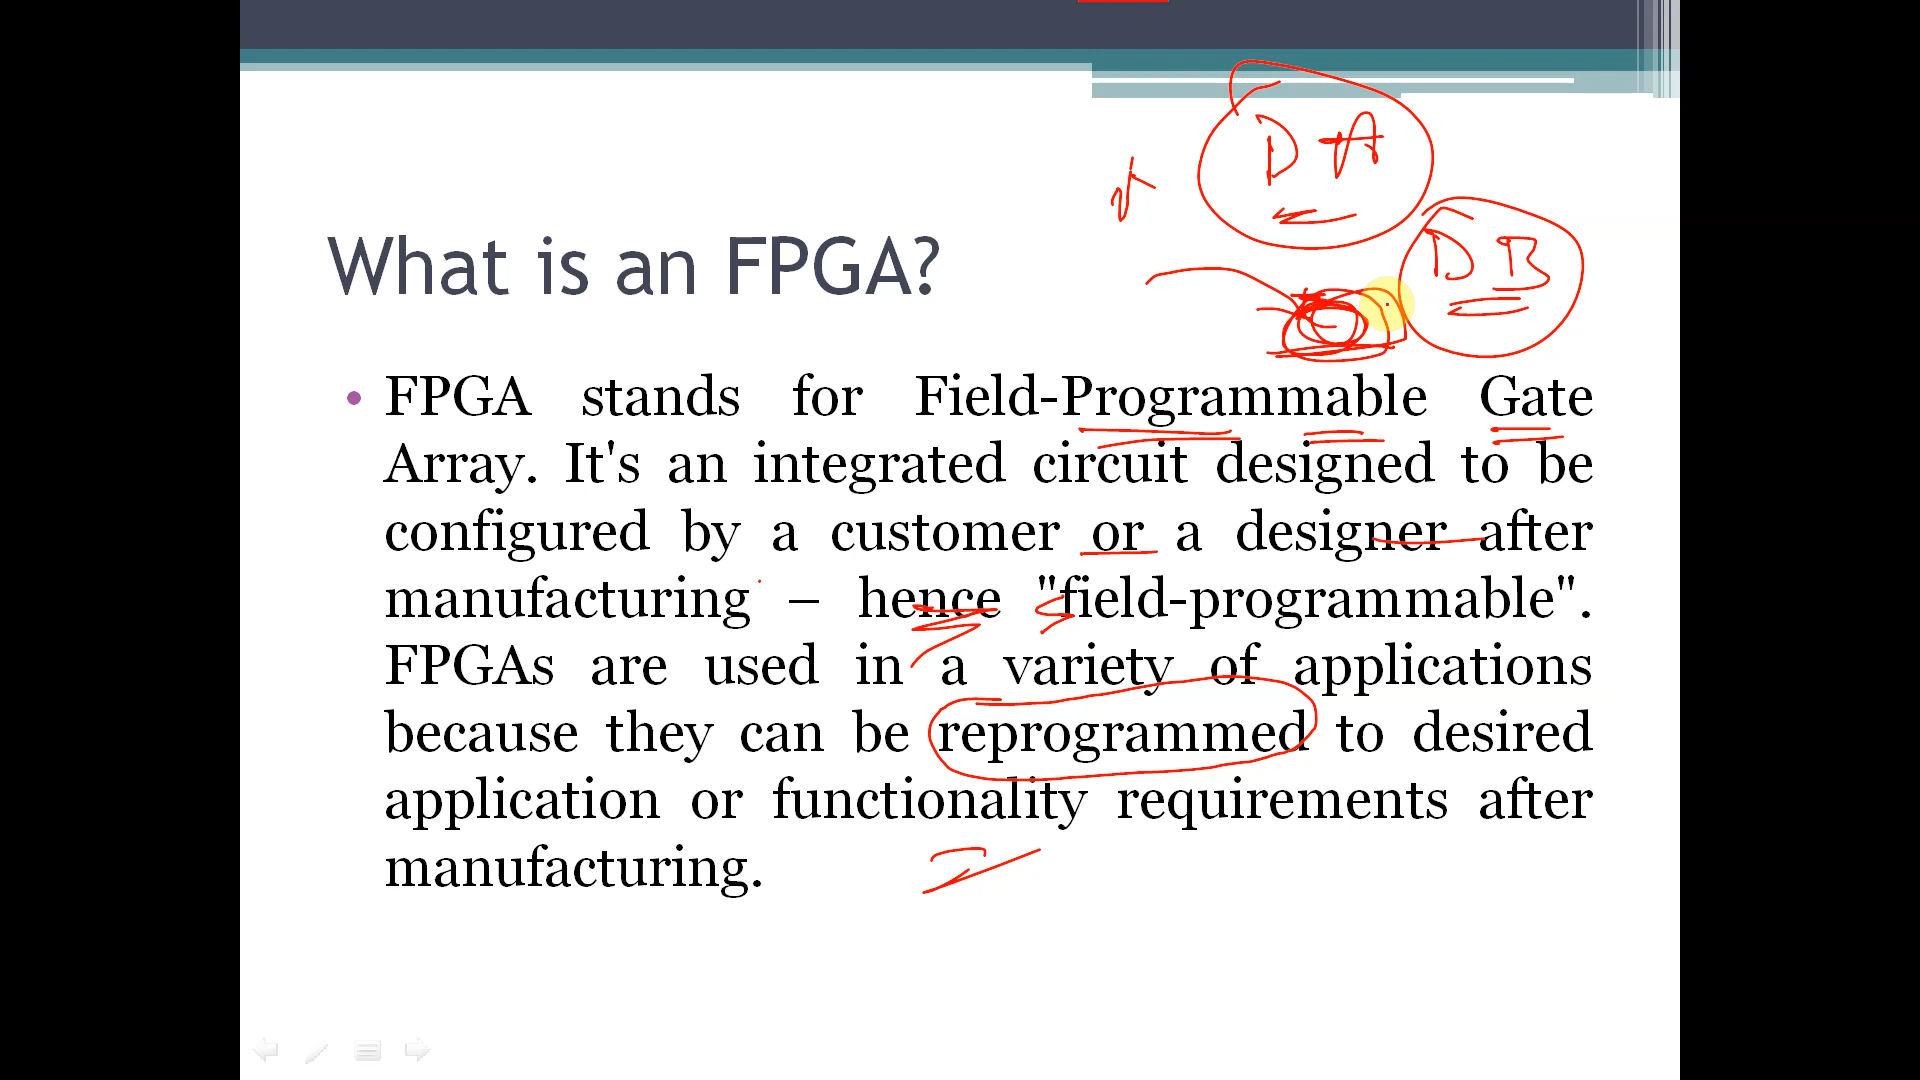 D A
D B
What is an FPGA?
• FPGA stands for Field-Programmable Gate
Array. It's an integrated circuit designed to be
configured by a customer or a designer after
manufacturing – hence "field-programmable".
FPGAs are used in a variety of applications
because they can be reprogrammed to desired
application or functionality requirements after
manufacturing.